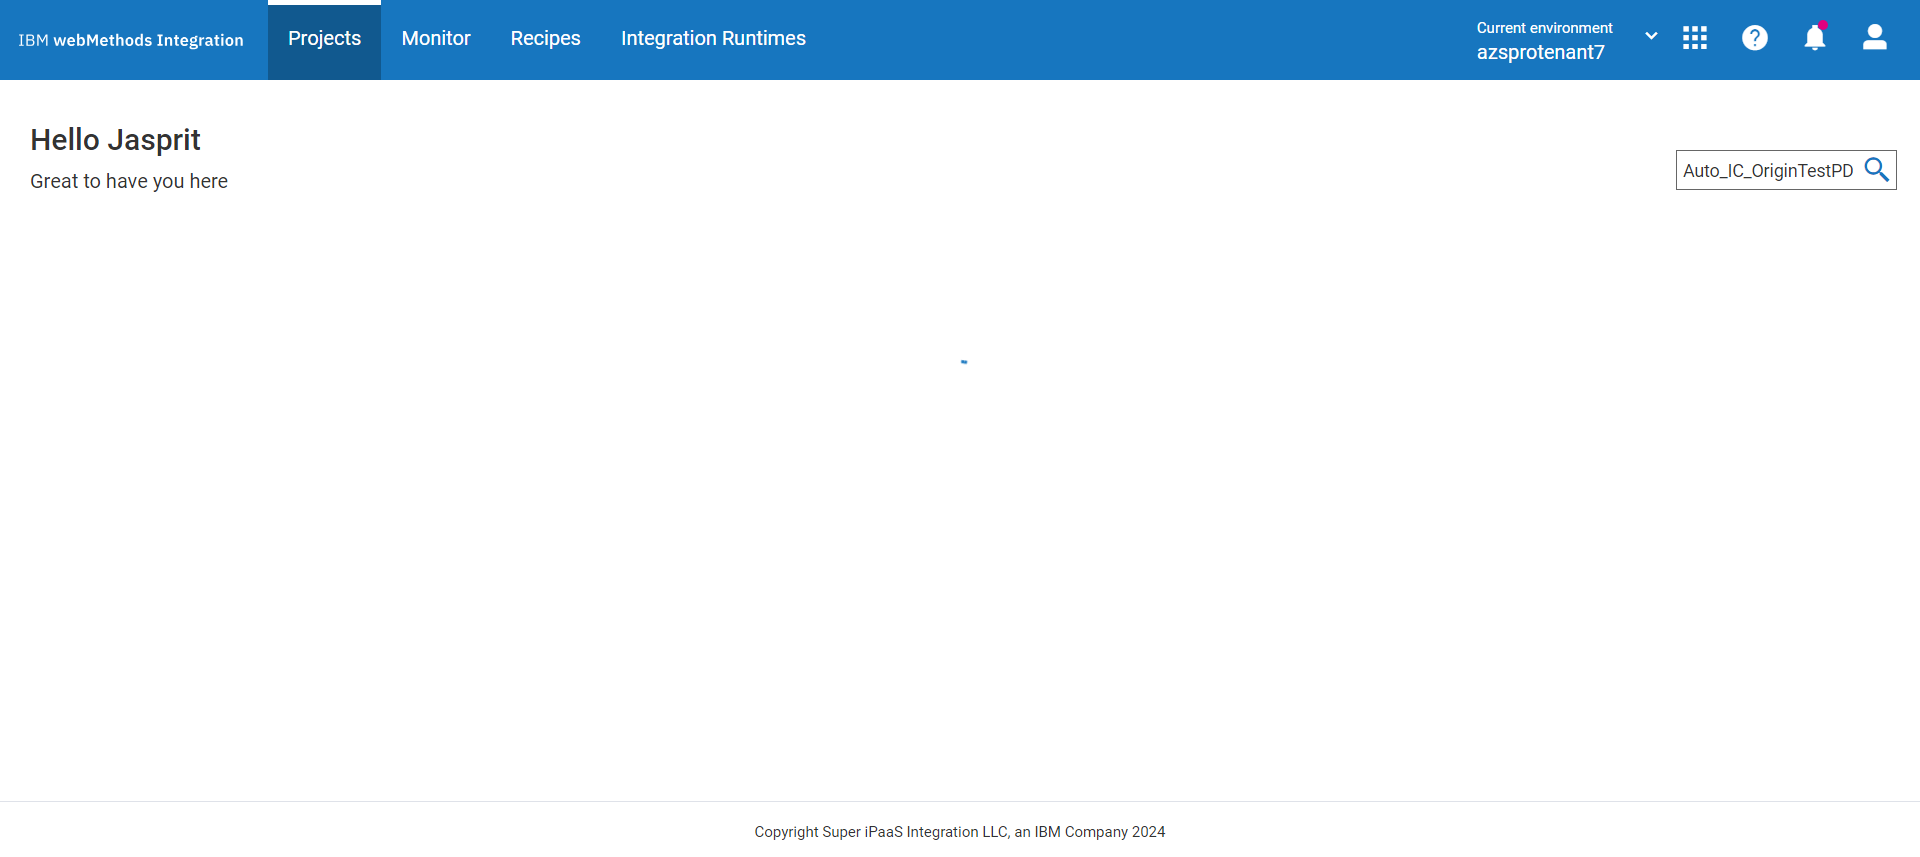 IBM webMethods Integration
Projects
Monitor
Recipes
Integration Runtimes
Current environment
azsprotenant7
Hello Jasprit
Great to have you here
Auto_IC_OriginTestPD
Copyright Super iPaaS Integration LLC, an IBM Company 2024